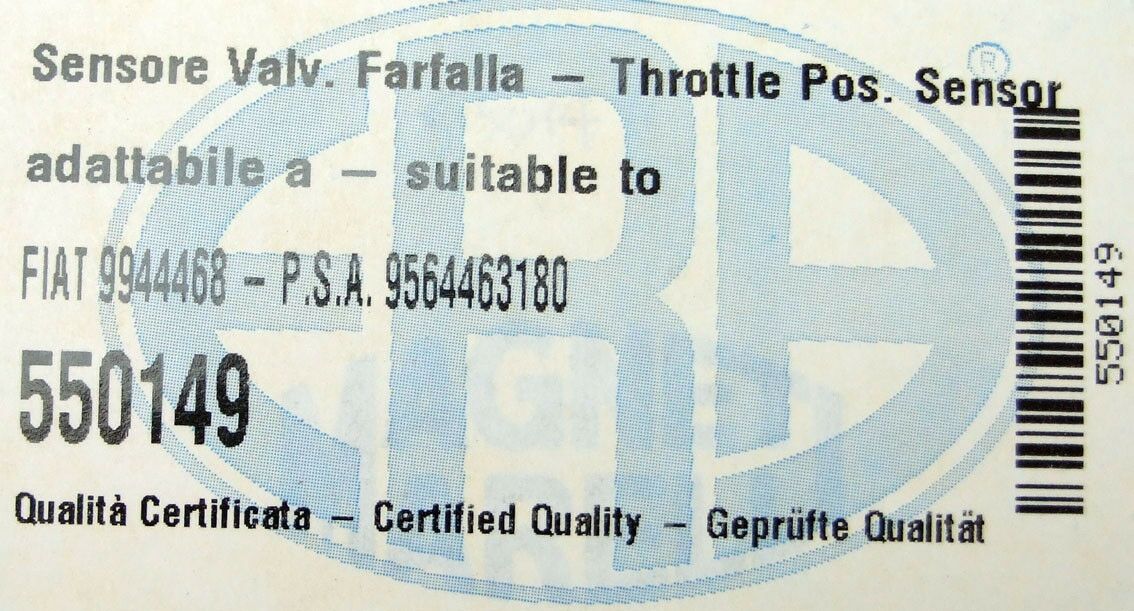 Sensore Valv. Farfalla – Throttle Pos. Sensor
adattabile a – suitable to
FIAT 9944468 – P.S.A. 9564463180
550149
Qualità Certificata – Certified Quality – Geprüfte Qualität
550149
ERA
®